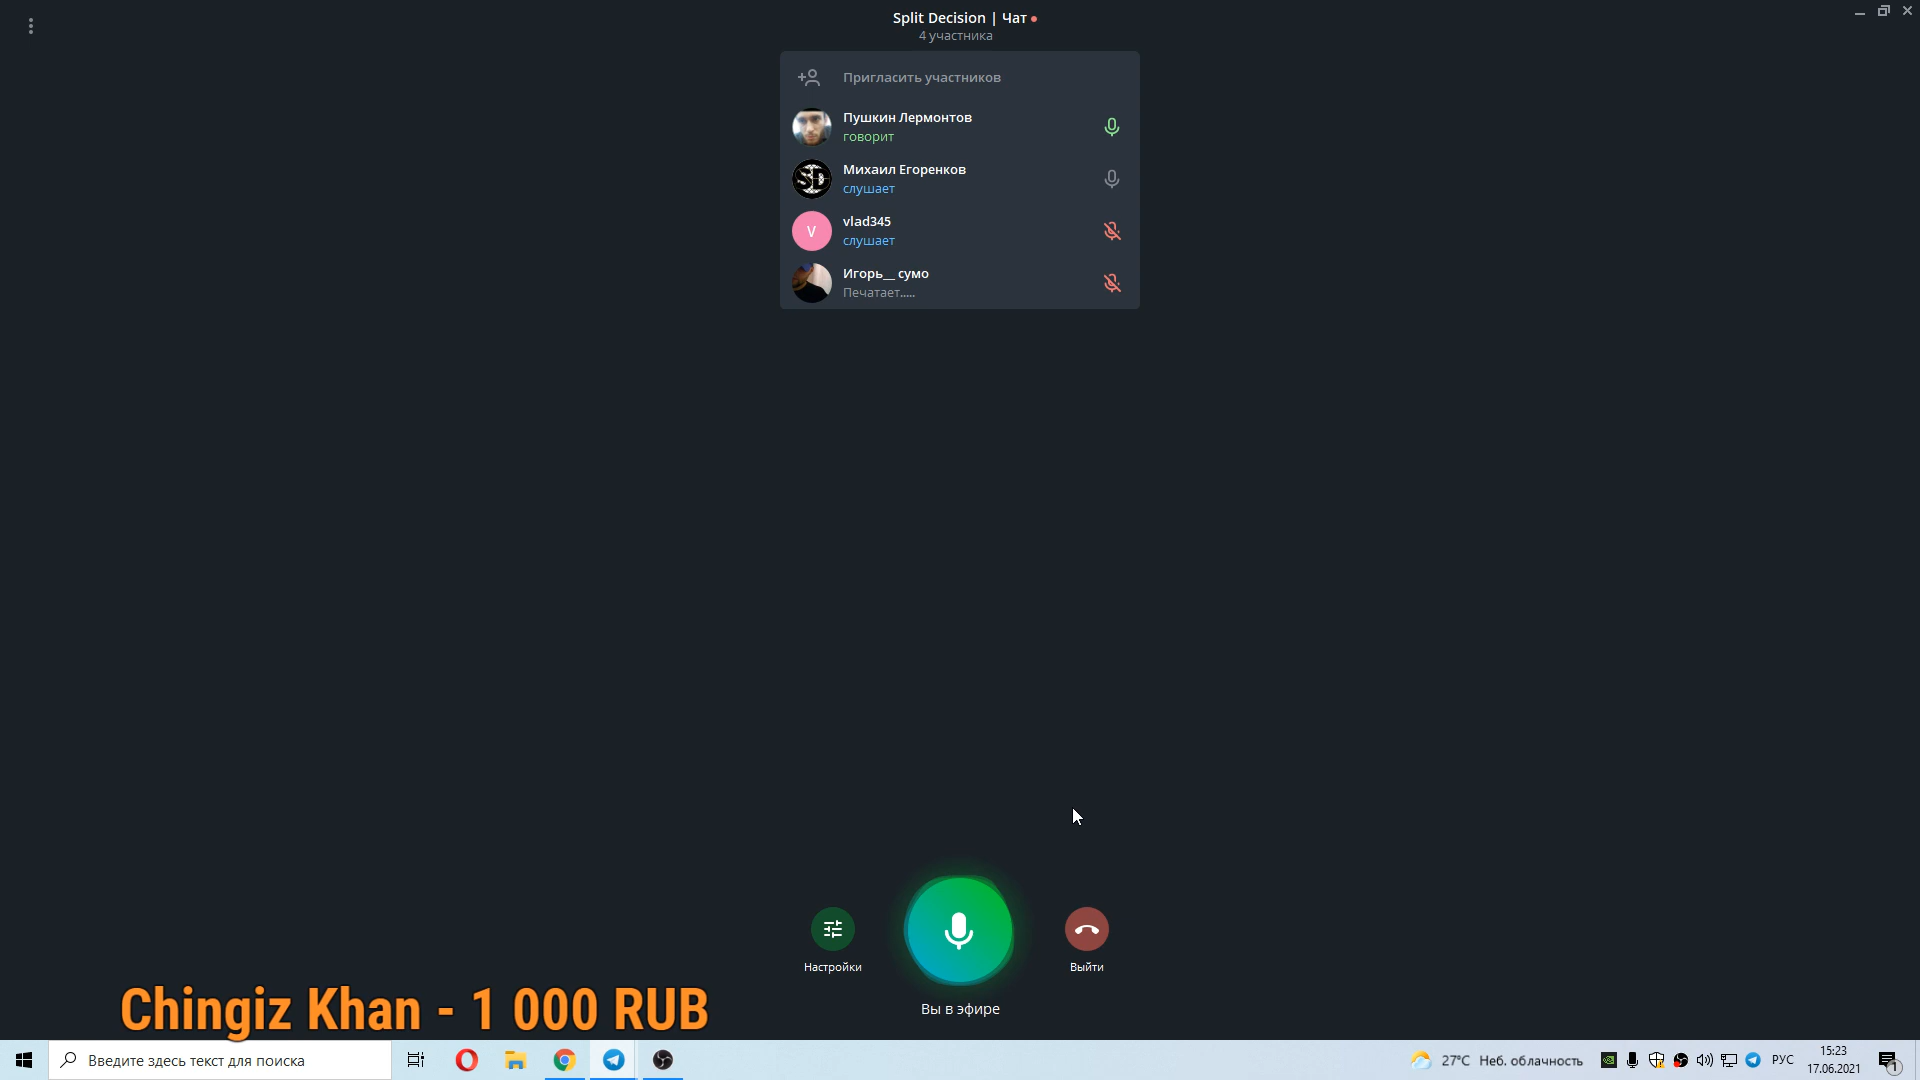 Split Decision | Чат
4 участника
Пригласить участников
Пушкин Лермонтов
говорит
SD
Михаил Егоренков
слушает
V
vlad345
слушает
Игорь__ сумо
Печатает.....
Настройки
Выйти
Вы в эфире
Chingiz Khan - 1 000 RUB
Введите здесь текст для поиска
27°C Неб. облачность
РУС
15:23
17.06.2021
1